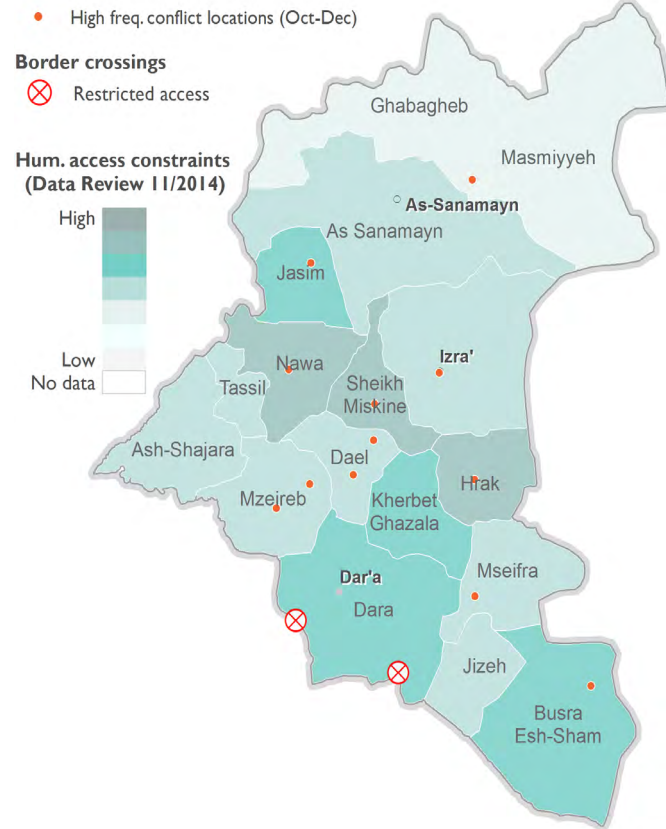 High freq. conflict locations (Oct-Dec)
Border crossings
Restricted access
Hum. access constraints
(Data Review 11/2014)
High
Low
No data
Ghabagheb
Masmiyyeh
As-Sanamayn
As Sanamayn
Jasim
Izra'
Nawa
Sheikh
Miskine
Tassil
Ash-Shajara
Dael
Hrak
Mzeireb
Kherbet
Ghazala
Mseifra
Dar'a
Dara
Jizeh
Busra
Esh-Sham